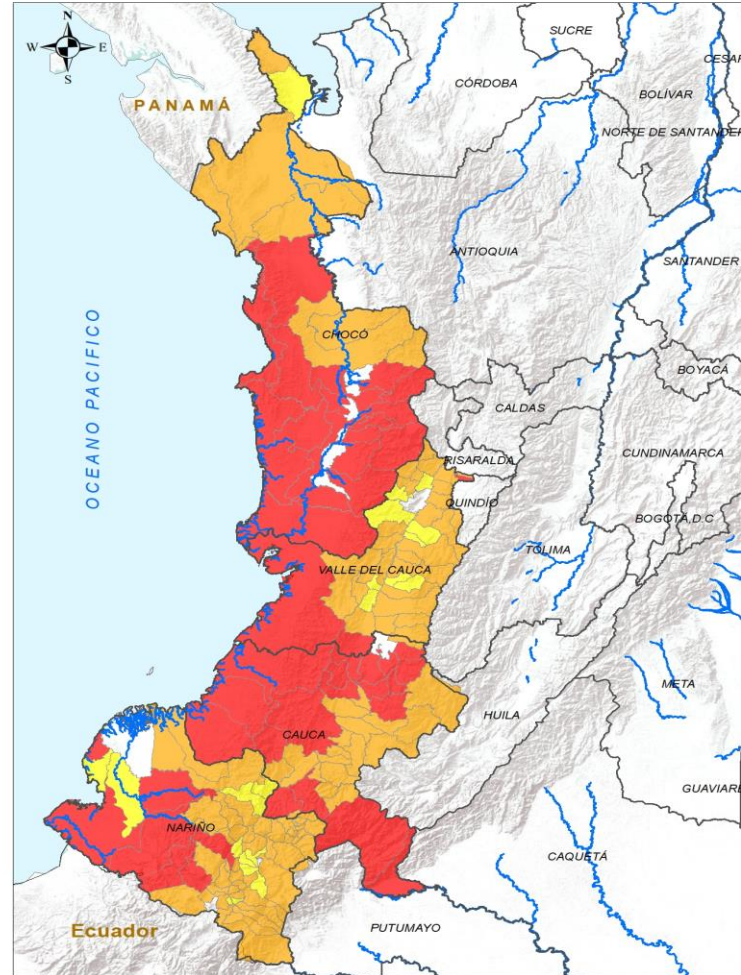 N
W E
S
SUCRE
CESAR
CÓRDOBA
BOLÍVAR
PANAMÁ
NORTE DE SANTANDER
ANTIOQUIA
SANTANDER
OCEANO PACIFICO
CHOCÓ
BOYACÁ
CALDAS
CUNDINAMARCA
RISARALDA
QUINDÍO
BOGOTÁ,D.C
TOLIMA
VALLE DEL CAUCA
META
HUILA
CAUCA
GUAVIARE
NARIÑO
CAQUETÁ
Ecuador
PUTUMAYO